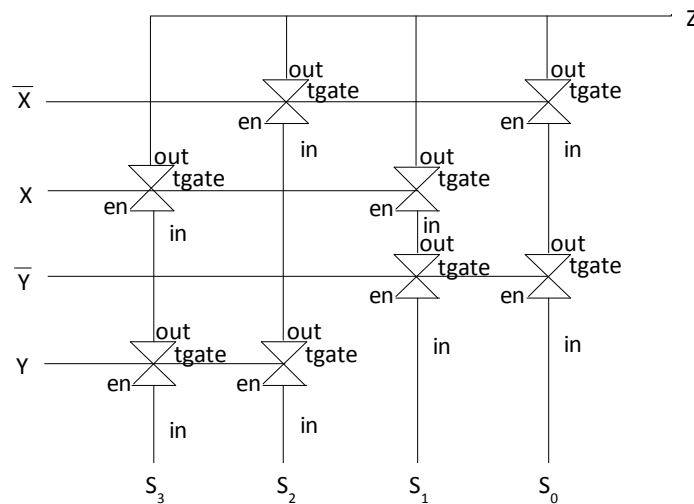 Z
out
out
X̅
tgate
tgate
en
en
in
in
out
out
X
tgate
tgate
en
en
in
in
out
out
Y̅
tgate
tgate
en
en
out
out
in
in
Y
tgate
tgate
en
en
in
in
S₃ S₂ S₁ S₀